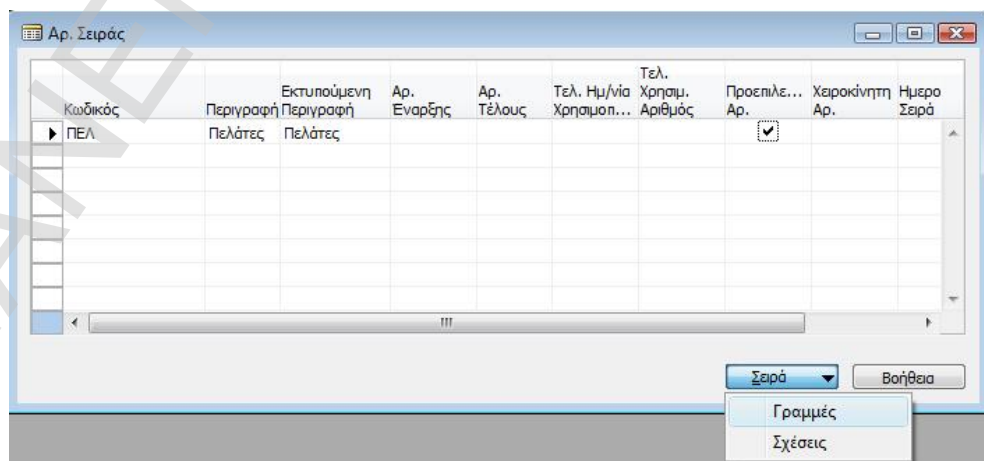 Αρ. Σειράς
Κωδικός Περιγραφή Εκτυπούμενη Περιγραφή Αρ. Έναρξης Αρ. Τέλους Τελ. Ημ/νία Χρησιμοπ... Τελ. Χρησιμ. Αριθμός Προεπιλε... Αρ. Χειροκίνητη Αρ. Ημερο Σειρά
ΠΕΛ Πελάτες Πελάτες
Σειρά Βοήθεια
Γραμμές
Σχέσεις